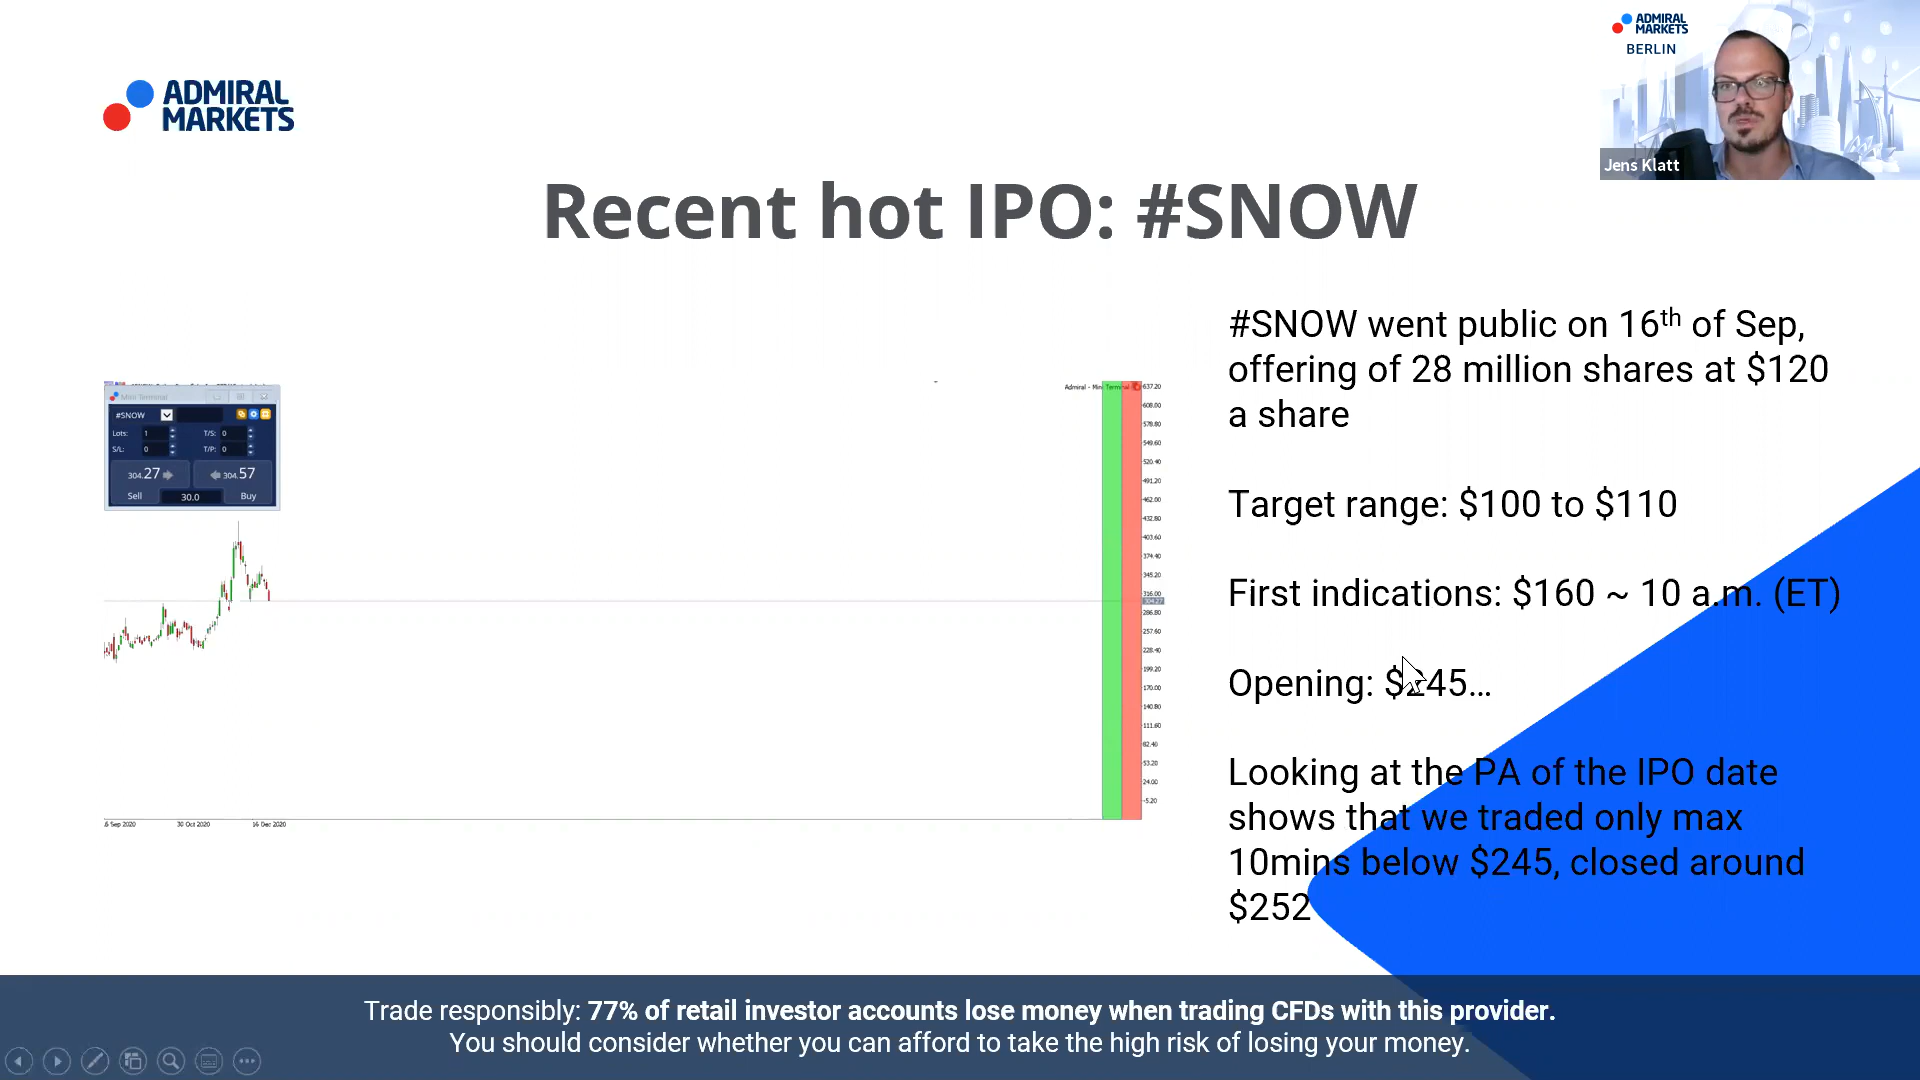 ADMIRAL
MARKETS
BERLIN
Jens Klatt
ADMIRAL
MARKETS
Recent hot IPO: #SNOW
#SNOW went public on 16th of Sep,
offering of 28 million shares at $120
a share
Target range: $100 to $110
First indications: $160 ~ 10 a.m. (ET)
Opening: $245...
Looking at the PA of the IPO date
shows that we traded only max
10mins below $245, closed around
$252
Mini Terminal
#SNOW
Lots: 1 T/S: 0
S/L: 0 T/P: 0
304.27 304.57
Sell 30.0 Buy
Admiral - Mini Terminal
637.20
608.00
578.80
549.60
520.40
491.20
462.00
432.80
403.60
374.40
345.20
316.00
304.27
286.80
257.60
228.40
199.20
170.00
140.80
111.60
82.40
53.20
24.00
-5.20
Sep 2020 30 Oct 2020 14 Dec 2020
Trade responsibly: 77% of retail investor accounts lose money when trading CFDs with this provider.
You should consider whether you can afford to take the high risk of losing your money.